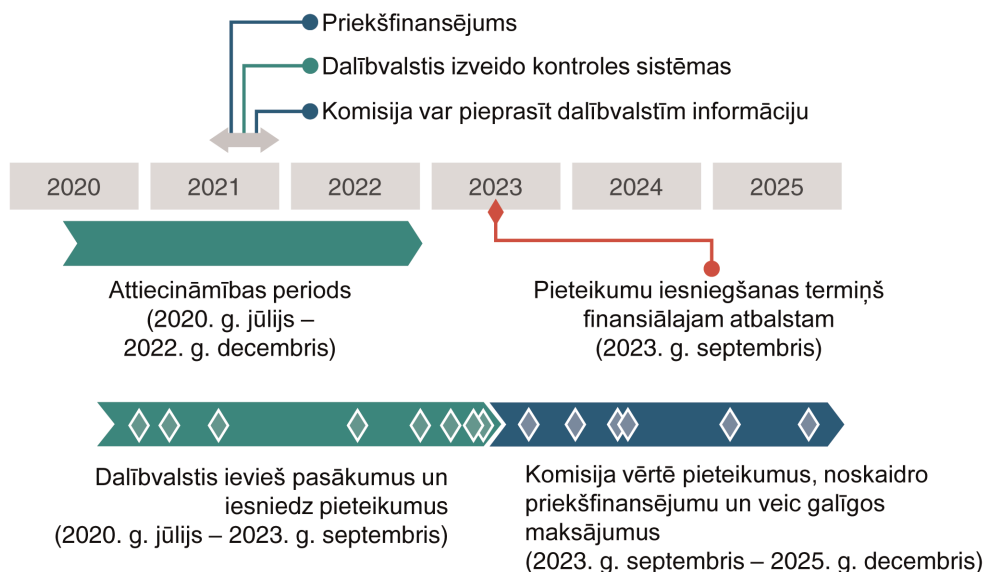 Priekšfinansējums
Dalībvalstis izveido kontroles sistēmas
Komisija var pieprasīt dalībvalstīm informāciju
2020
2021
2022
2023
2024
2025
Attiecināmības periods
(2020. g. jūlijs –
2022. g. decembris)
Pieteikumu iesniegšanas termiņš
finansiālajam atbalstam
(2023. g. septembris)
Dalībvalstis ievieš pasākumus un
iesniedz pieteikumus
(2020. g. jūlijs – 2023. g. septembris)
Komisija vērtē pieteikumus, noskaidro
priekšfinansējumu un veic galīgos
maksājumus
(2023. g. septembris – 2025. g. decembris)